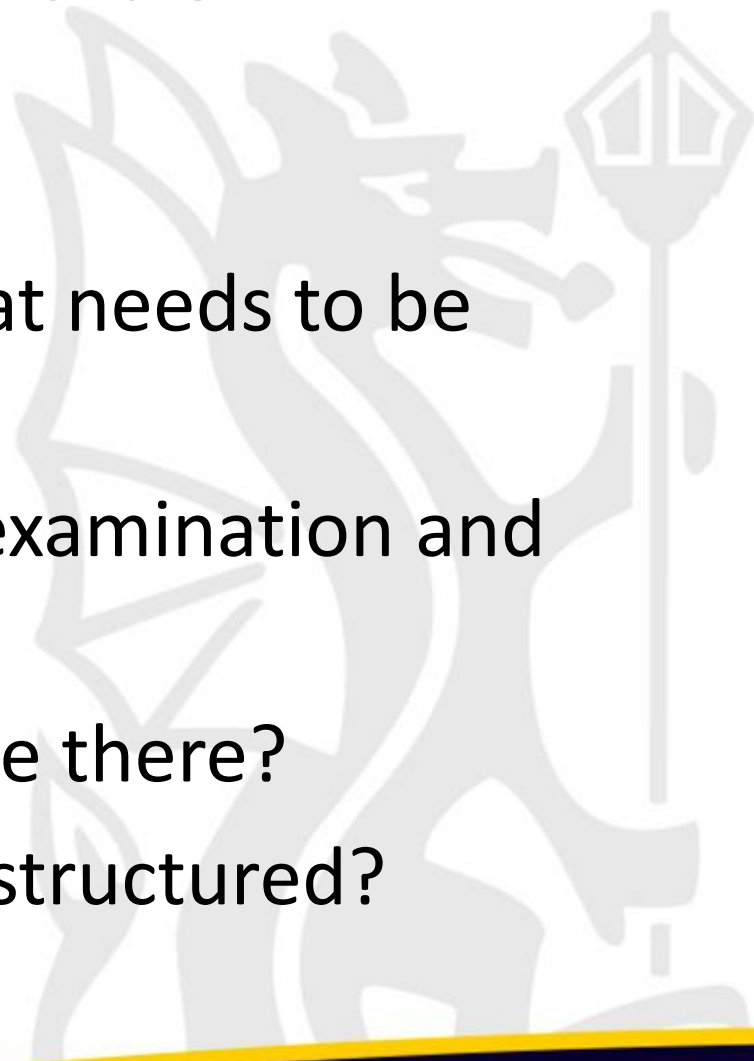 at needs to be
examination and
e there?
structured?